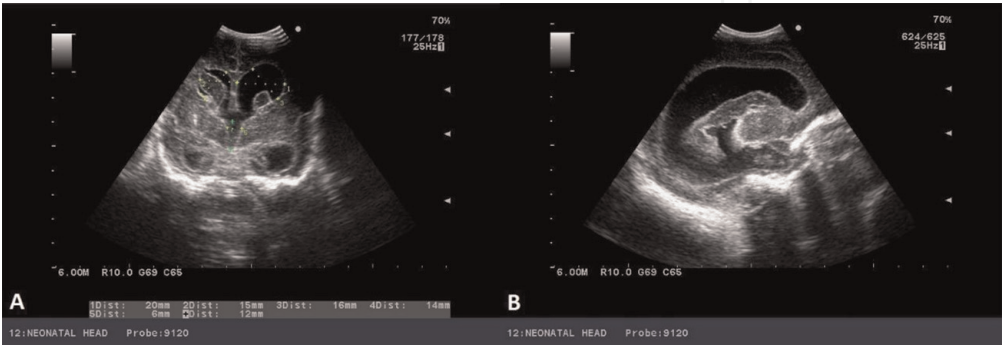 70%
177/178
25Hz1
6.00M R10.0 G69 C65
A
1Dist: 20mm 2Dist: 15mm 3Dist: 16mm 4Dist: 14mm
5Dist: 6mm 6Dist: 12mm
12:NEONATAL HEAD Probe:9120
70%
624/625
25Hz1
6.00M R10.0 G69 C65
B
12:NEONATAL HEAD Probe:9120